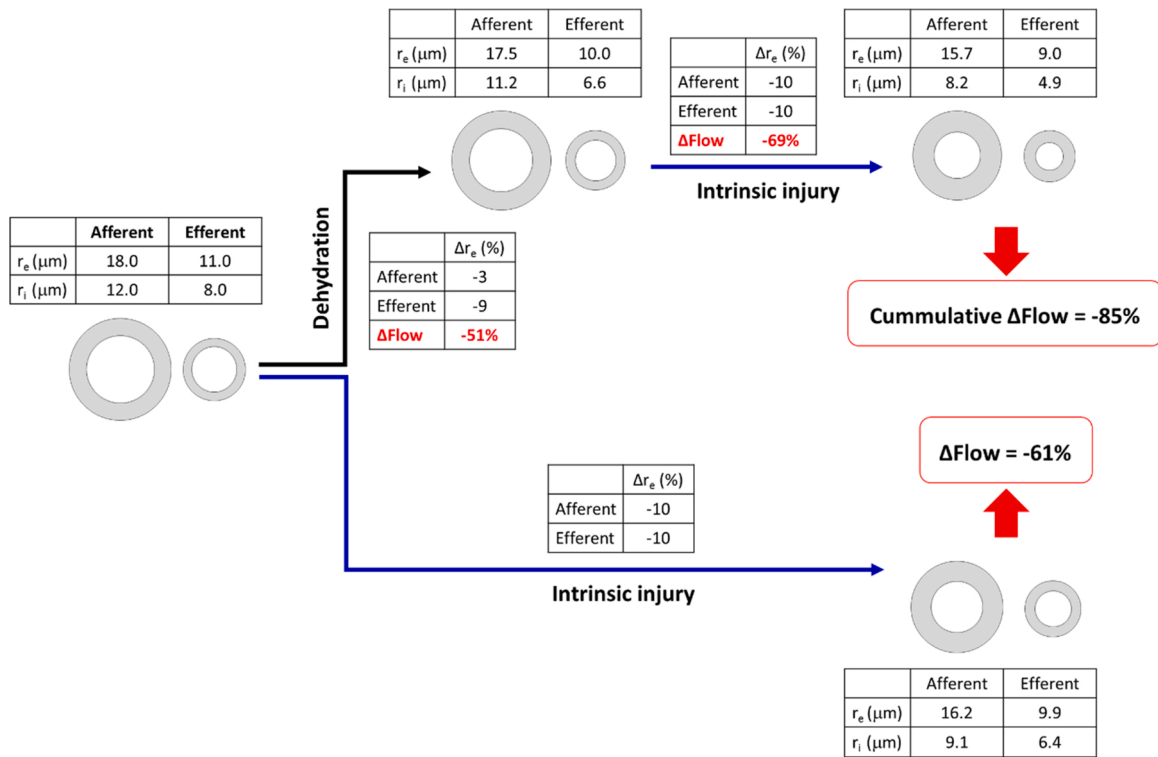 Afferent Efferent
rₑ (μm) 17.5 10.0
rᵢ (μm) 11.2 6.6
Δrₑ (%)
Afferent -10
Efferent -10
ΔFlow -69%
Intrinsic injury
Afferent Efferent
rₑ (μm) 15.7 9.0
rᵢ (μm) 8.2 4.9
Afferent Efferent
rₑ (μm) 18.0 11.0
rᵢ (μm) 12.0 8.0
Dehydration
Δrₑ (%)
Afferent -3
Efferent -9
ΔFlow -51%
Cummulative ΔFlow = -85%
ΔFlow = -61%
Δrₑ (%)
Afferent -10
Efferent -10
Intrinsic injury
Afferent Efferent
rₑ (μm) 16.2 9.9
rᵢ (μm) 9.1 6.4